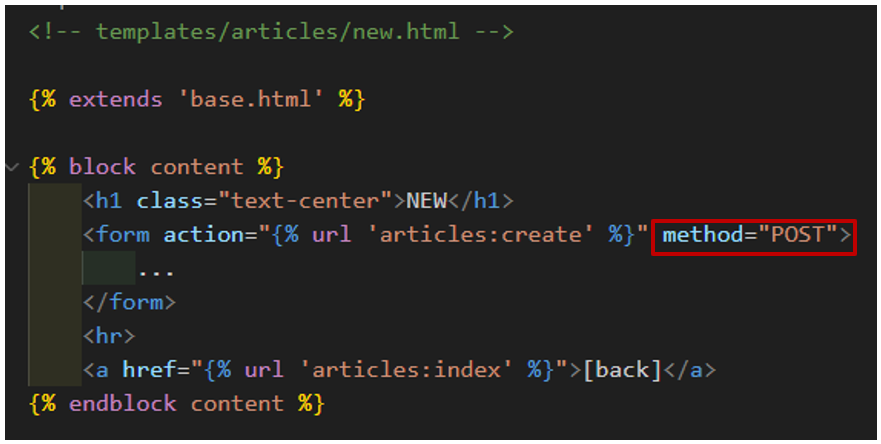 <!-- templates/articles/new.html -->
{% extends 'base.html' %}
{% block content %}
<h1 class="text-center">NEW</h1>
<form action="{% url 'articles:create' %}" method="POST">
...
</form>
<hr>
<a href="{% url 'articles:index' %}">[back]</a>
{% endblock content %}